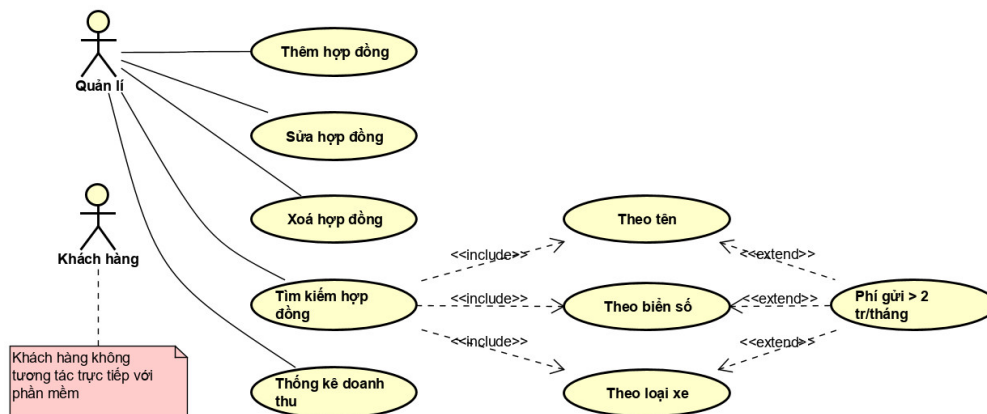 Thêm hợp đồng
Quản lí
Sửa hợp đồng
Xoá hợp đồng
Theo tên
Khách hàng
<<include>>
<<extend>>
Tìm kiếm hợp
đồng
<<include>>
Theo biển số
<<extend>>
Phí gửi > 2
tr/tháng
<<include>>
<<extend>>
Khách hàng không
tương tác trực tiếp với
phần mềm
Thống kê doanh
thu
Theo loại xe